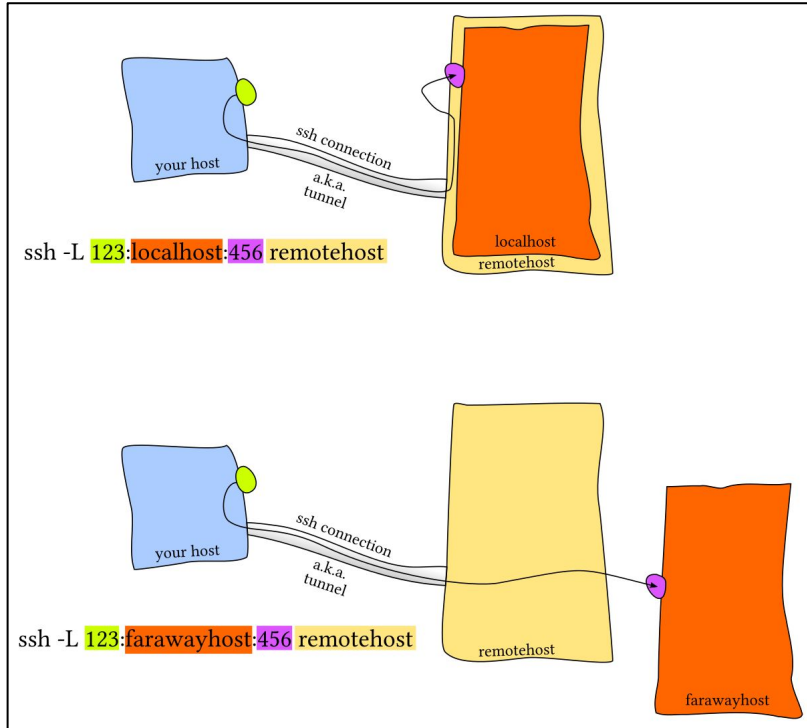 your host
ssh connection
a.k.a.
tunnel
localhost
remotehost
ssh -L 123:localhost:456 remotehost
your host
ssh connection
a.k.a.
tunnel
remotehost
farawayhost
ssh -L 123:farawayhost:456 remotehost